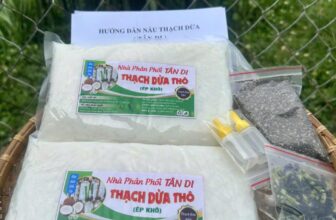 HƯỚNG DẪN NẤU THẠCH DỪA
Nhà Phân Phối TÂN DI
THẠCH DỪA THÔ
(ÉP KHÔ)
Nhà Phân Phối TÂN DI
THẠCH DỪA THÔ
(ÉP KHÔ)